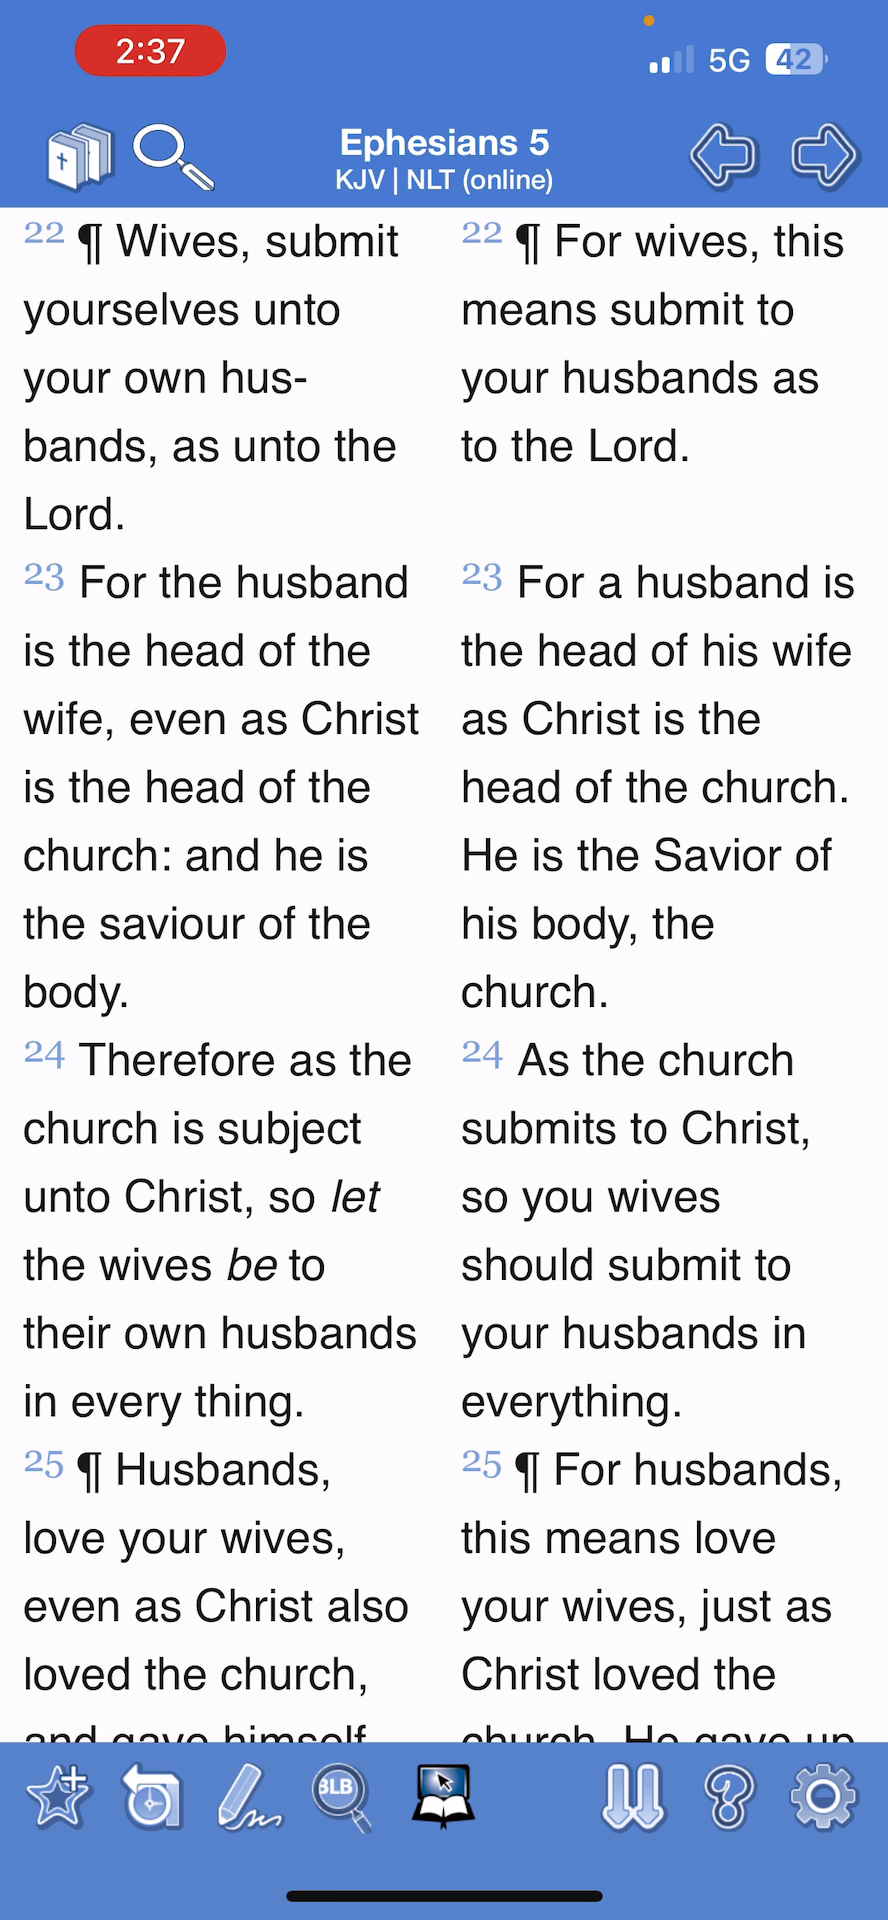 2:37
5G 42
Ephesians 5
KJV | NLT (online)
22 ¶ Wives, submit
yourselves unto
your own hus-
bands, as unto the
Lord.
23 For the husband
is the head of the
wife, even as Christ
is the head of the
church: and he is
the saviour of the
body.
24 Therefore as the
church is subject
unto Christ, so let
the wives be to
their own husbands
in every thing.
25 ¶ Husbands,
love your wives,
even as Christ also
loved the church,
and gave himself
22 ¶ For wives, this
means submit to
your husbands as
to the Lord.
23 For a husband is
the head of his wife
as Christ is the
head of the church.
He is the Savior of
his body, the
church.
24 As the church
submits to Christ,
so you wives
should submit to
your husbands in
everything.
25 ¶ For husbands,
this means love
your wives, just as
Christ loved the
church. He gave up
BLB